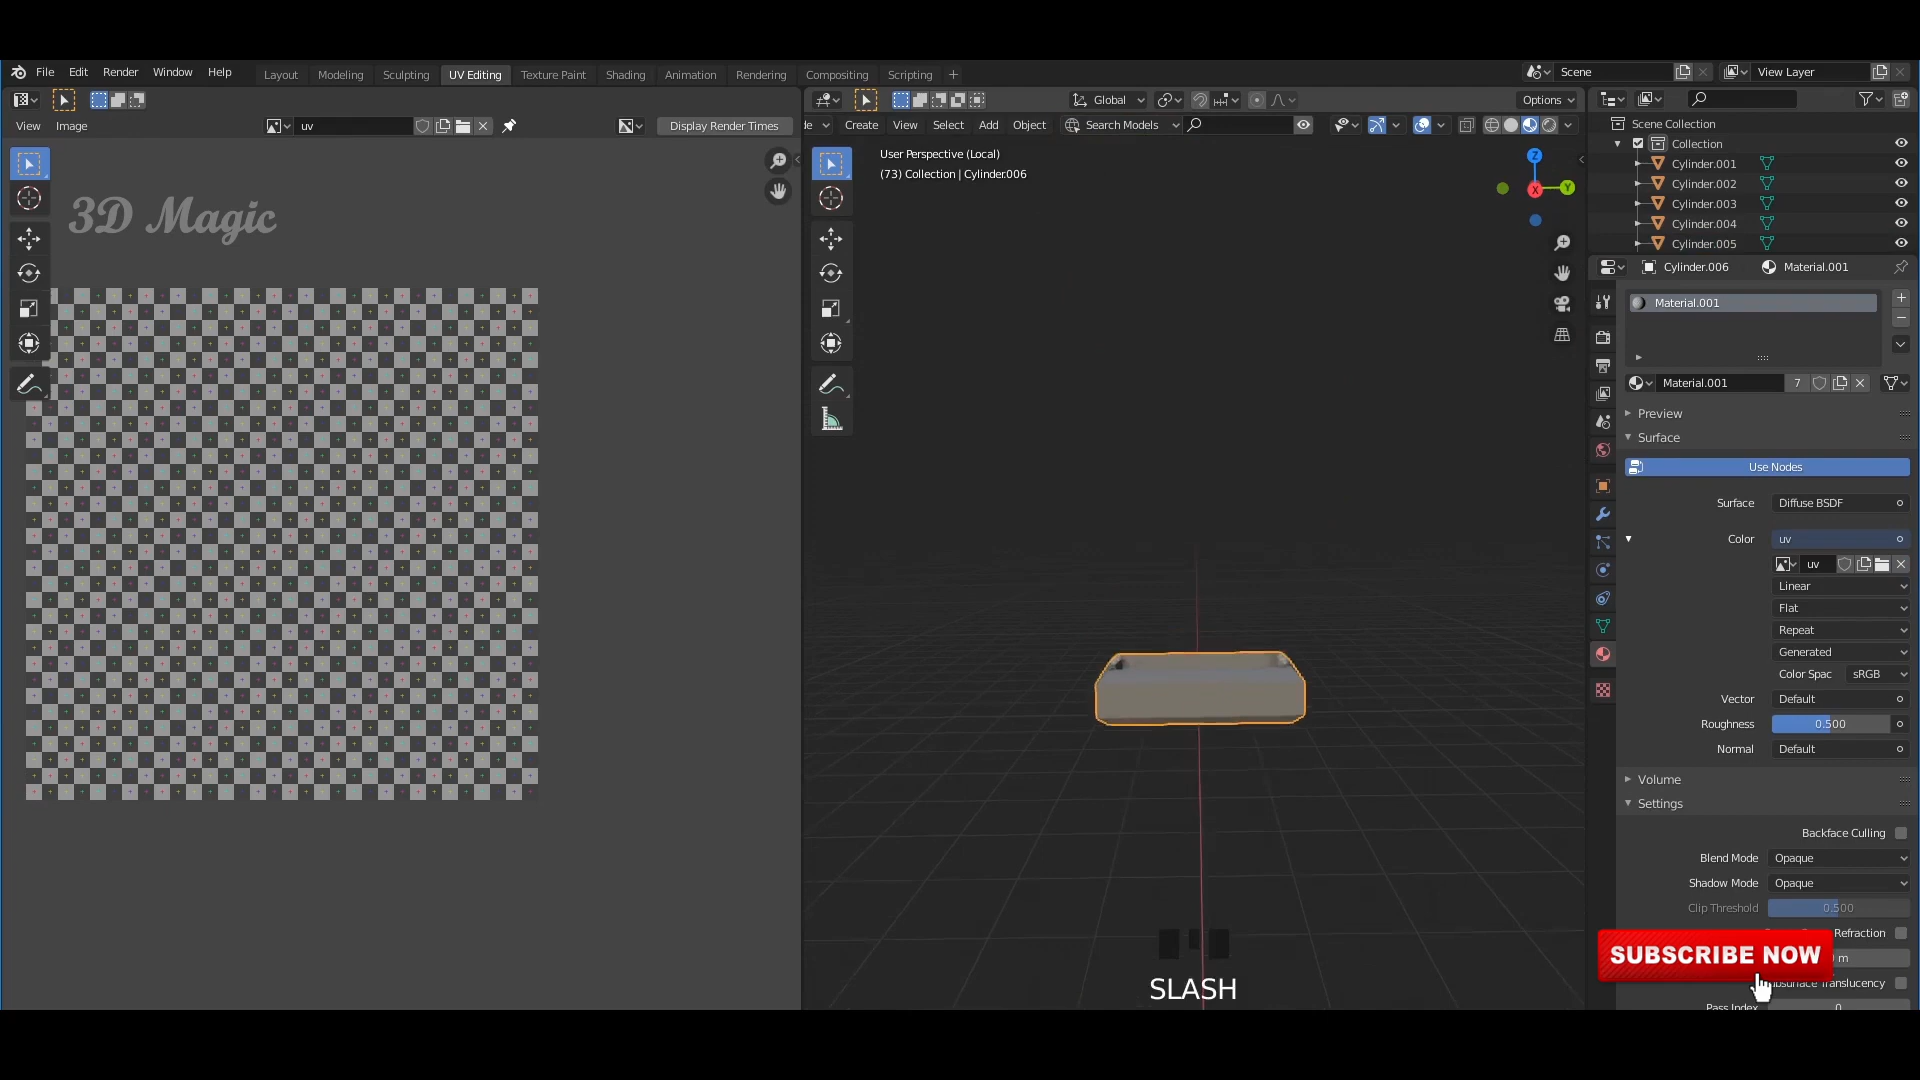 File Edit Render Window Help
Layout Modeling Sculpting UV Editing Texture Paint Shading Animation Rendering Compositing Scripting +
Scene
View Layer
Global
Options
View Image
uv
Display Render Times
Create View Select Add Object
Search Models
Scene Collection
Collection
Cylinder.001
Cylinder.002
Cylinder.003
Cylinder.004
Cylinder.005
User Perspective (Local)
(73) Collection | Cylinder.006
Z
X
Y
3D Magic
Cylinder.006
Material.001
Material.001
Material.001
7
Preview
Surface
Use Nodes
Surface
Diffuse BSDF
Color
uv
uv
Linear
Flat
Repeat
Generated
Color Spac
sRGB
Vector
Default
Roughness
0.500
Normal
Default
Volume
Settings
Backface Culling
Blend Mode
Opaque
Shadow Mode
Opaque
Clip Threshold
0.500
Refraction
SUBSCRIBE NOW
m
Translucency
Pass Index
0
SLASH